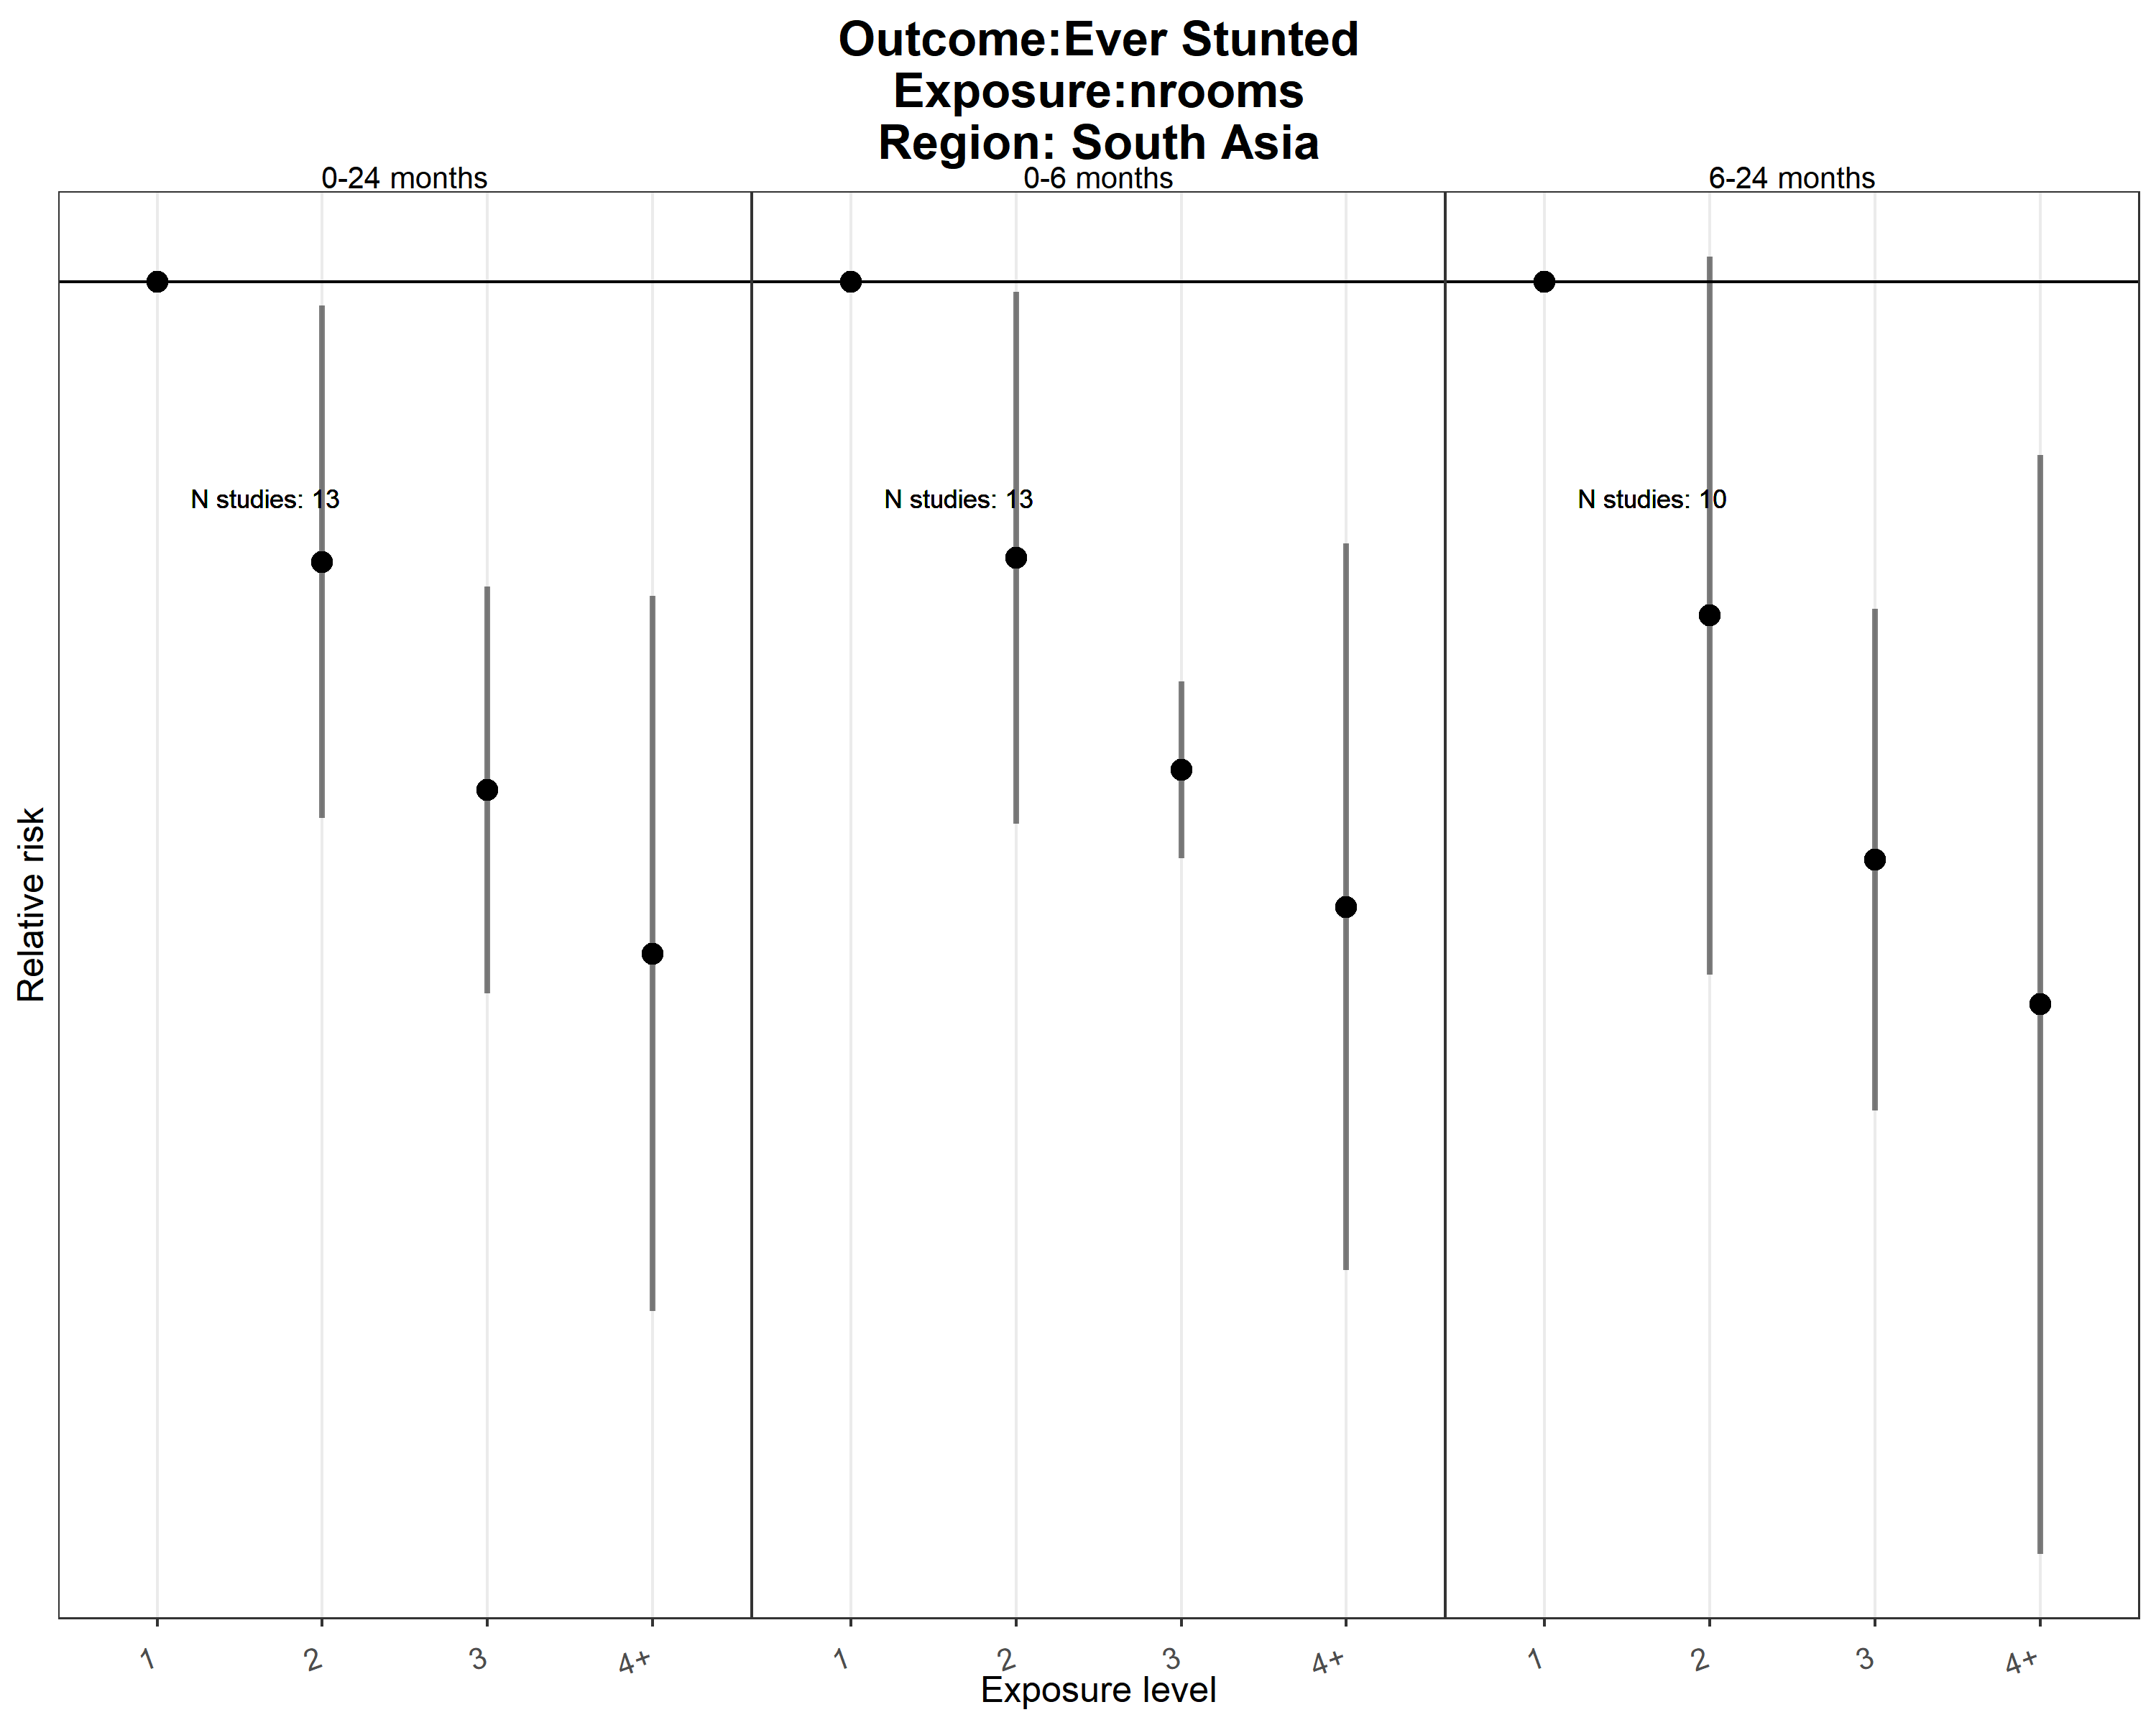 Outcome:Ever Stunted
Exposure:nrooms
Region: South Asia
0-24 months
0-6 months
6-24 months
N studies: 13
N studies: 13
N studies: 10
Relative risk
1
2
3
4+
1
2
3
4+
1
2
3
4+
Exposure level